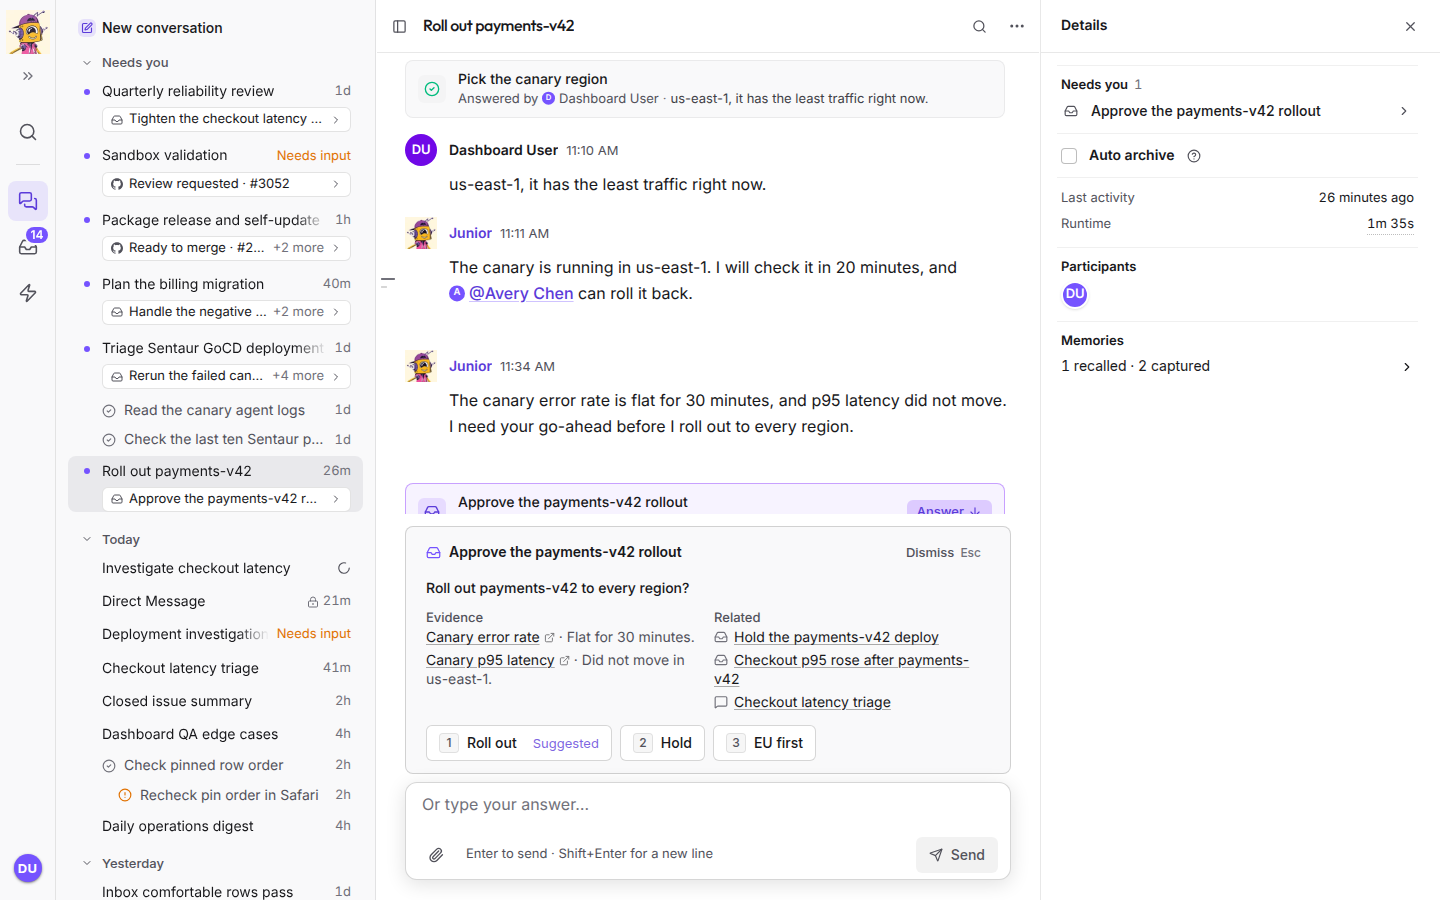 New conversation
Needs you
Quarterly reliability review 1d
Tighten the checkout latency ...
Sandbox validation Needs input
Review requested · #3052
Package release and self-update 1h
Ready to merge · #2... +2 more
Plan the billing migration 40m
Handle the negative ... +2 more
Triage Sentaur GoCD deployment 1d
Rerun the failed can... +4 more
Read the canary agent logs 1d
Check the last ten Sentaur p... 1d
Roll out payments-v42 26m
Approve the payments-v42 r...
Today
Investigate checkout latency
Direct Message 21m
Deployment investigation Needs input
Checkout latency triage 41m
Closed issue summary 2h
Dashboard QA edge cases 4h
Check pinned row order 2h
Recheck pin order in Safari 2h
Daily operations digest 4h
Yesterday
Inbox comfortable rows pass 1d
14
DU
Roll out payments-v42
Pick the canary region
Answered by D Dashboard User · us-east-1, it has the least traffic right now.
DU Dashboard User 11:10 AM
us-east-1, it has the least traffic right now.
Junior 11:11 AM
The canary is running in us-east-1. I will check it in 20 minutes, and
A @Avery Chen can roll it back.
Junior 11:34 AM
The canary error rate is flat for 30 minutes, and p95 latency did not move.
I need your go-ahead before I roll out to every region.
Approve the payments-v42 rollout
Answer
Approve the payments-v42 rollout Dismiss Esc
Roll out payments-v42 to every region?
Evidence
Canary error rate · Flat for 30 minutes.
Canary p95 latency · Did not move in
us-east-1.
Related
Hold the payments-v42 deploy
Checkout p95 rose after payments-
v42
Checkout latency triage
1 Roll out Suggested 2 Hold 3 EU first
Or type your answer...
Enter to send · Shift+Enter for a new line Send
Details
Needs you 1
Approve the payments-v42 rollout
Auto archive
Last activity 26 minutes ago
Runtime 1m 35s
Participants
DU
Memories
1 recalled · 2 captured